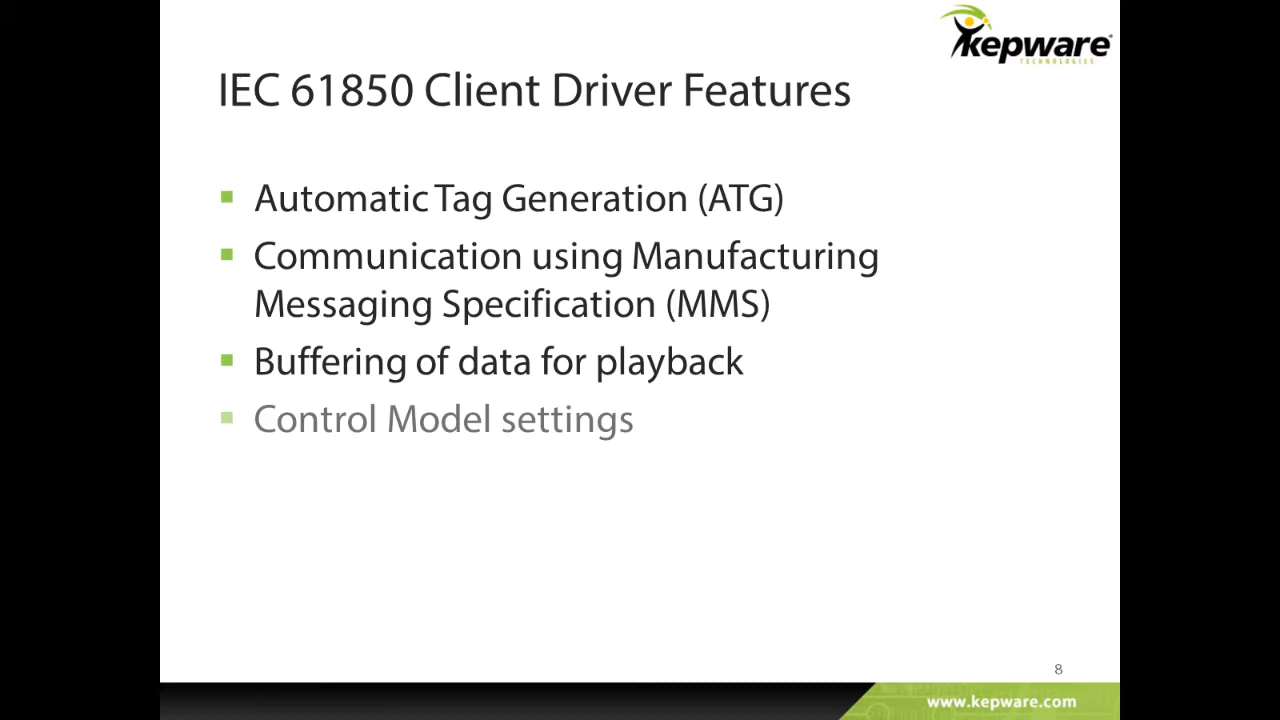 kepware
TECHNOLOGIES
IEC 61850 Client Driver Features
Automatic Tag Generation (ATG)
Communication using Manufacturing
Messaging Specification (MMS)
Buffering of data for playback
Control Model settings
8
www.kepware.com